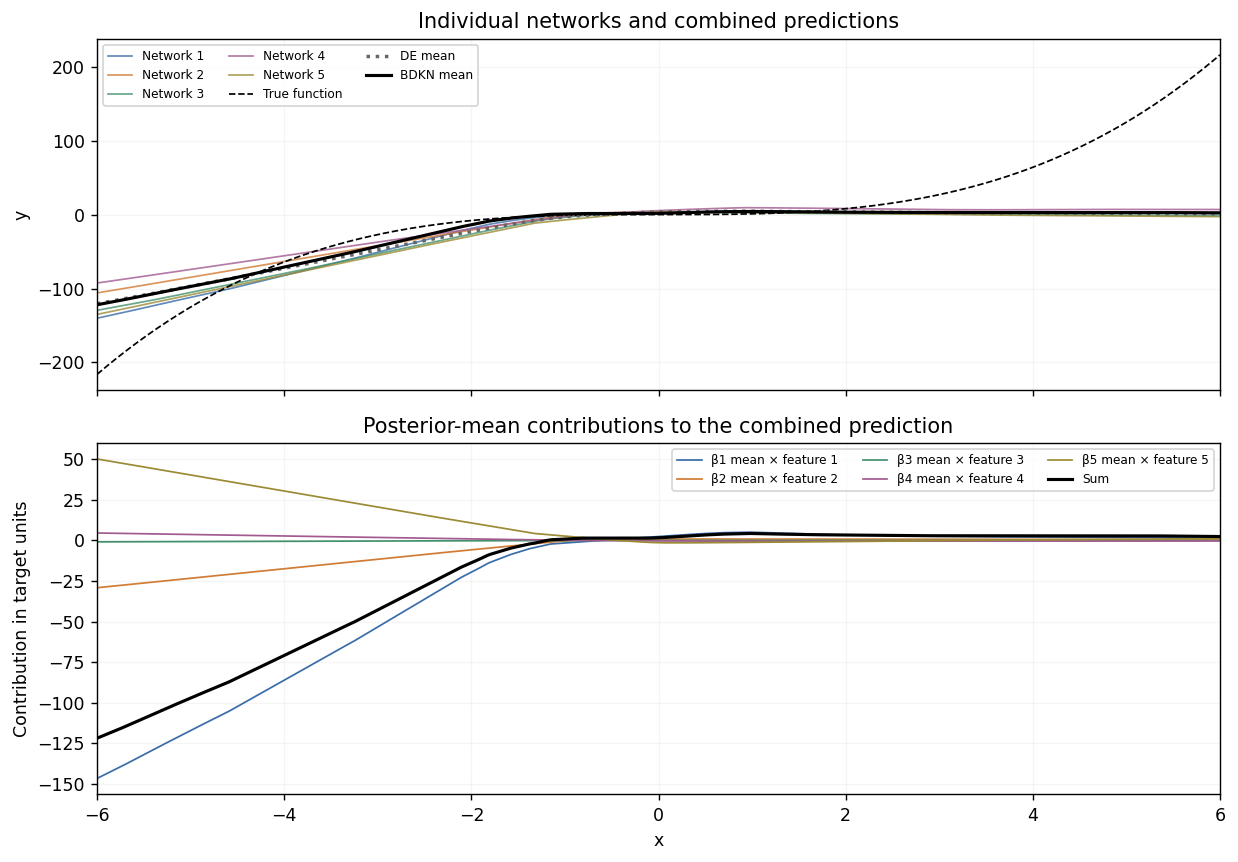 Individual networks and combined predictions
Network 1 Network 4 DE mean
Network 2 Network 5 BDKN mean
Network 3 True function
200
100
0
−100
−200
y
Posterior-mean contributions to the combined prediction
β1 mean × feature 1 β3 mean × feature 3 β5 mean × feature 5
β2 mean × feature 2 β4 mean × feature 4 Sum
50
25
0
−25
−50
−75
−100
−125
−150
Contribution in target units
−6 −4 −2 0 2 4 6
x